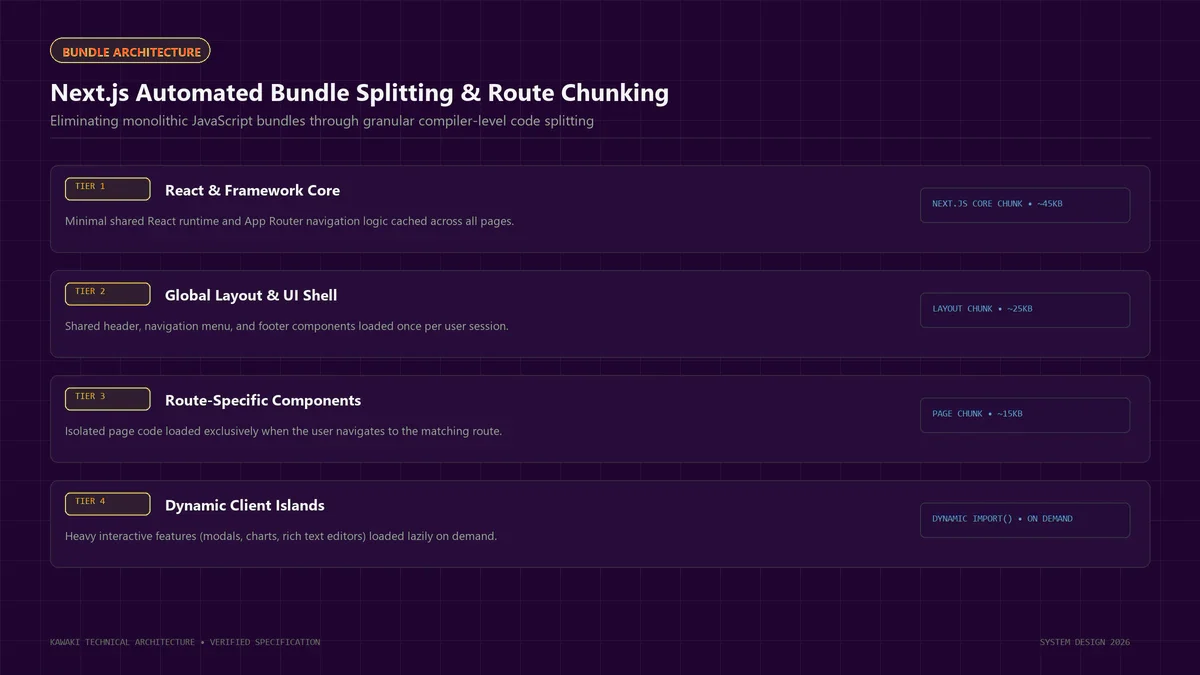 BUNDLE ARCHITECTURE
Next.js Automated Bundle Splitting & Route Chunking
Eliminating monolithic JavaScript bundles through granular compiler-level code splitting
TIER 1
React & Framework Core
Minimal shared React runtime and App Router navigation logic cached across all pages.
NEXT.JS CORE CHUNK • ~45KB
TIER 2
Global Layout & UI Shell
Shared header, navigation menu, and footer components loaded once per user session.
LAYOUT CHUNK • ~25KB
TIER 3
Route-Specific Components
Isolated page code loaded exclusively when the user navigates to the matching route.
PAGE CHUNK • ~15KB
TIER 4
Dynamic Client Islands
Heavy interactive features (modals, charts, rich text editors) loaded lazily on demand.
DYNAMIC IMPORT() • ON DEMAND
KAWAKI TECHNICAL ARCHITECTURE • VERIFIED SPECIFICATION
SYSTEM DESIGN 2026